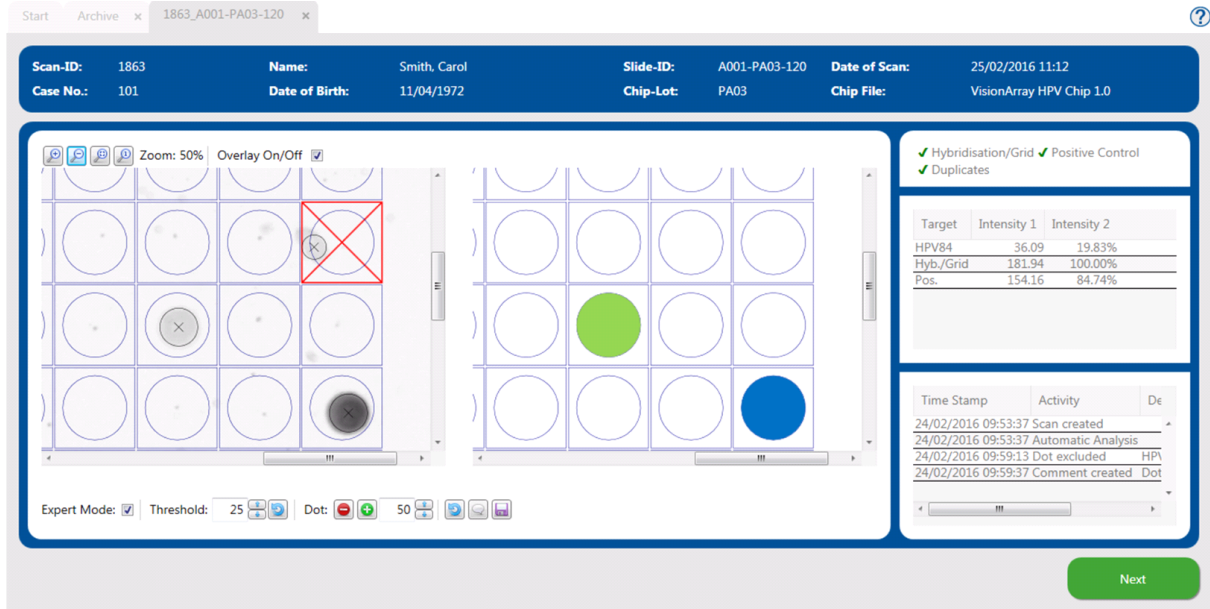 Start Archive x 1863_A001-PA03-120 x
Scan-ID: 1863 Name: Smith, Carol Slide-ID: A001-PA03-120 Date of Scan: 25/02/2016 11:12
Case No.: 101 Date of Birth: 11/04/1972 Chip-Lot: PA03 Chip File: VisionArray HPV Chip 1.0
Zoom: 50% Overlay On/Off
Hybridisation/Grid Positive Control
Duplicates
Target Intensity 1 Intensity 2
HPV84 36.09 19.83%
Hyb./Grid 181.94 100.00%
Pos. 154.16 84.74%
Time Stamp Activity De
24/02/2016 09:53:37 Scan created
24/02/2016 09:53:37 Automatic Analysis
24/02/2016 09:59:13 Dot excluded HPV
24/02/2016 09:59:37 Comment created Dot
Expert Mode: Threshold: 25 Dot: 50
Next